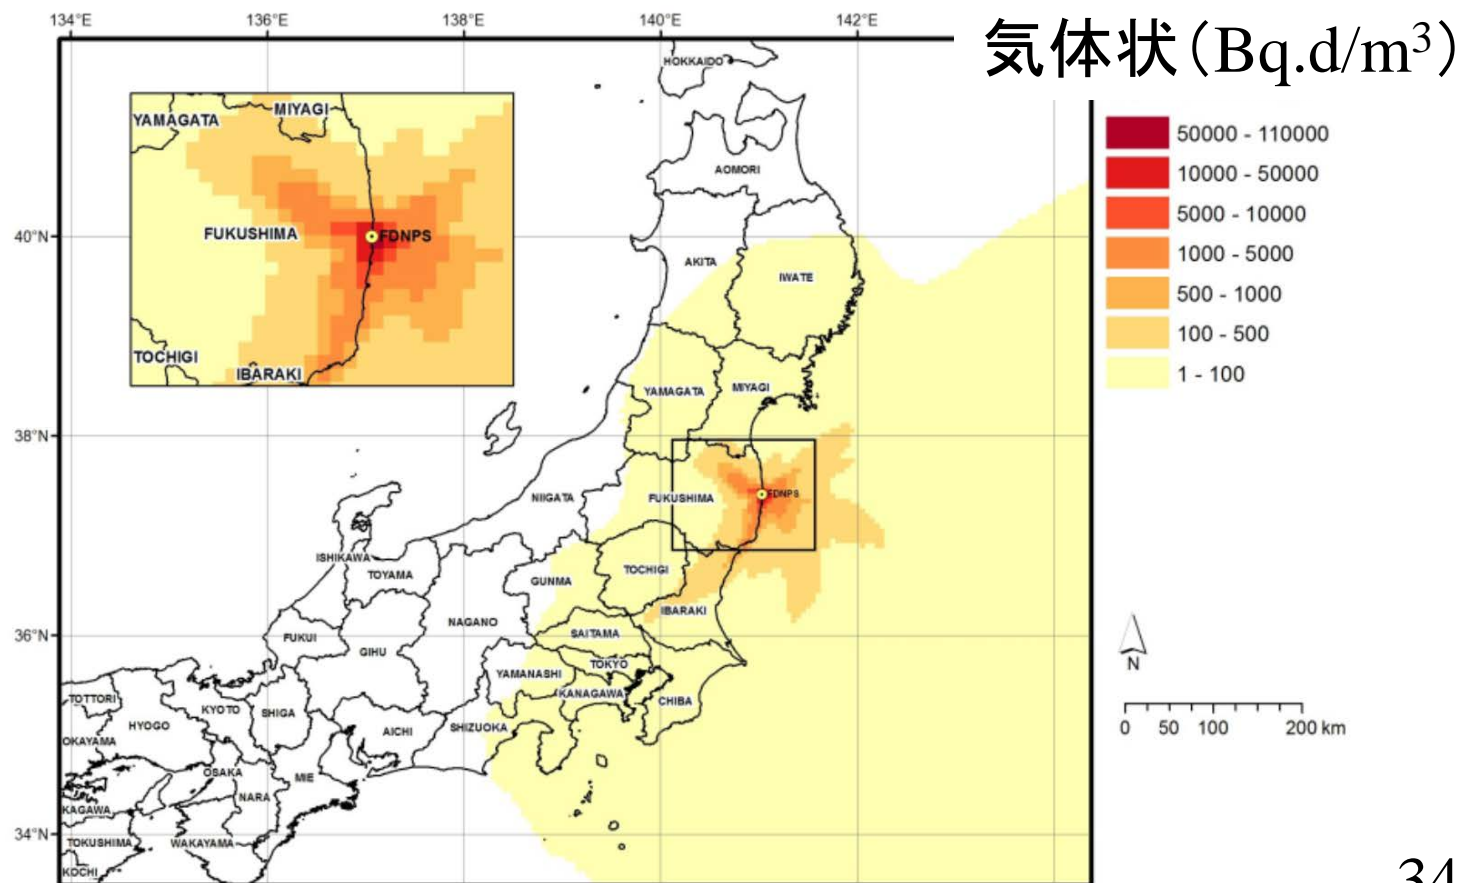 134°E 136°E 138°E 140°E 142°E
気体状（Bq.d/m³）
HOKKAIDO
YAMAGATA MIYAGI
FUKUSHIMA FDNPS
TOCHIGI IBARAKI
50000 - 110000
10000 - 50000
5000 - 10000
1000 - 5000
500 - 1000
100 - 500
1 - 100
AOMORI
40°N
AKITA
IWATE
YAMAGATA
MIYAGI
38°N
NIIGATA
FUKUSHIMA
FDNPS
ISHIKAWA
TOYAMA
GUNMA
TOCHIGI
IBARAKI
NAGANO
36°N
FUKUI
GIHU
SAITAMA
TOKYO
YAMANASHI
KANAGAWA
CHIBA
TOTTORI
HYOGO
KYOTO
SHIGA
AICHI
SHIZUOKA
OKAYAMA
OSAKA
MIE
NARA
KAGAWA
34°N
TOKUSHIMA
WAKAYAMA
KOCHI
N
0 50 100 200 km
34